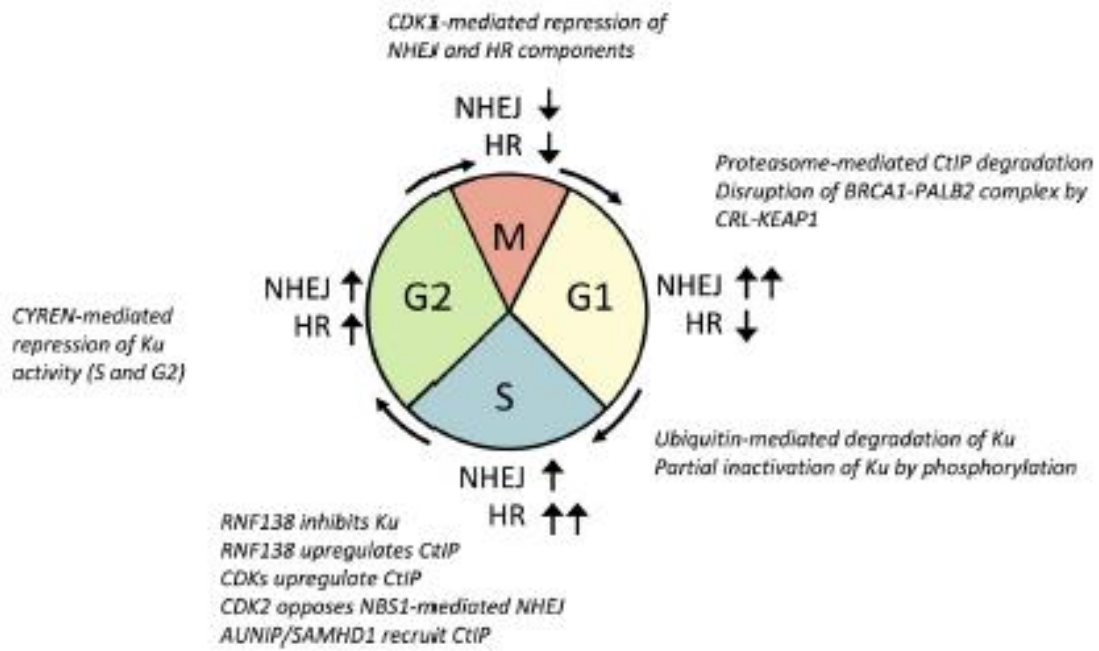 CDK1-mediated repression of
NHEJ and HR components
NHEJ ↓
HR ↓
Proteasome-mediated CtIP degradation
Disruption of BRCA1-PALB2 complex by
CRL-KEAP1
M
NHEJ ↑
HR ↑
G2
G1
NHEJ ↑↑
HR ↓
CYREN-mediated
repression of Ku
activity (S and G2)
S
Ubiquitin-mediated degradation of Ku
Partial inactivation of Ku by phosphorylation
NHEJ ↑
HR ↑↑
RNF138 inhibits Ku
RNF138 upregulates CtIP
CDKs upregulate CtIP
CDK2 opposes NBS1-mediated NHEJ
AUNIP/SAMHD1 recruit CtIP